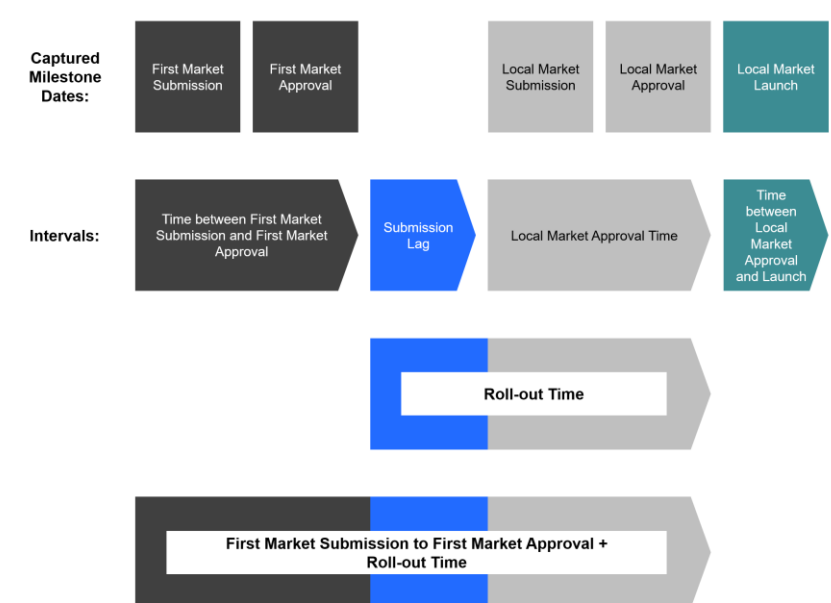 Captured
Milestone
Dates:
First Market
Submission
First Market
Approval
Local Market
Submission
Local Market
Approval
Local Market
Launch
Intervals:
Time between First Market
Submission and First Market
Approval
Submission
Lag
Local Market Approval Time
Time
between
Local
Market
Approval
and Launch
Roll-out Time
First Market Submission to First Market Approval +
Roll-out Time